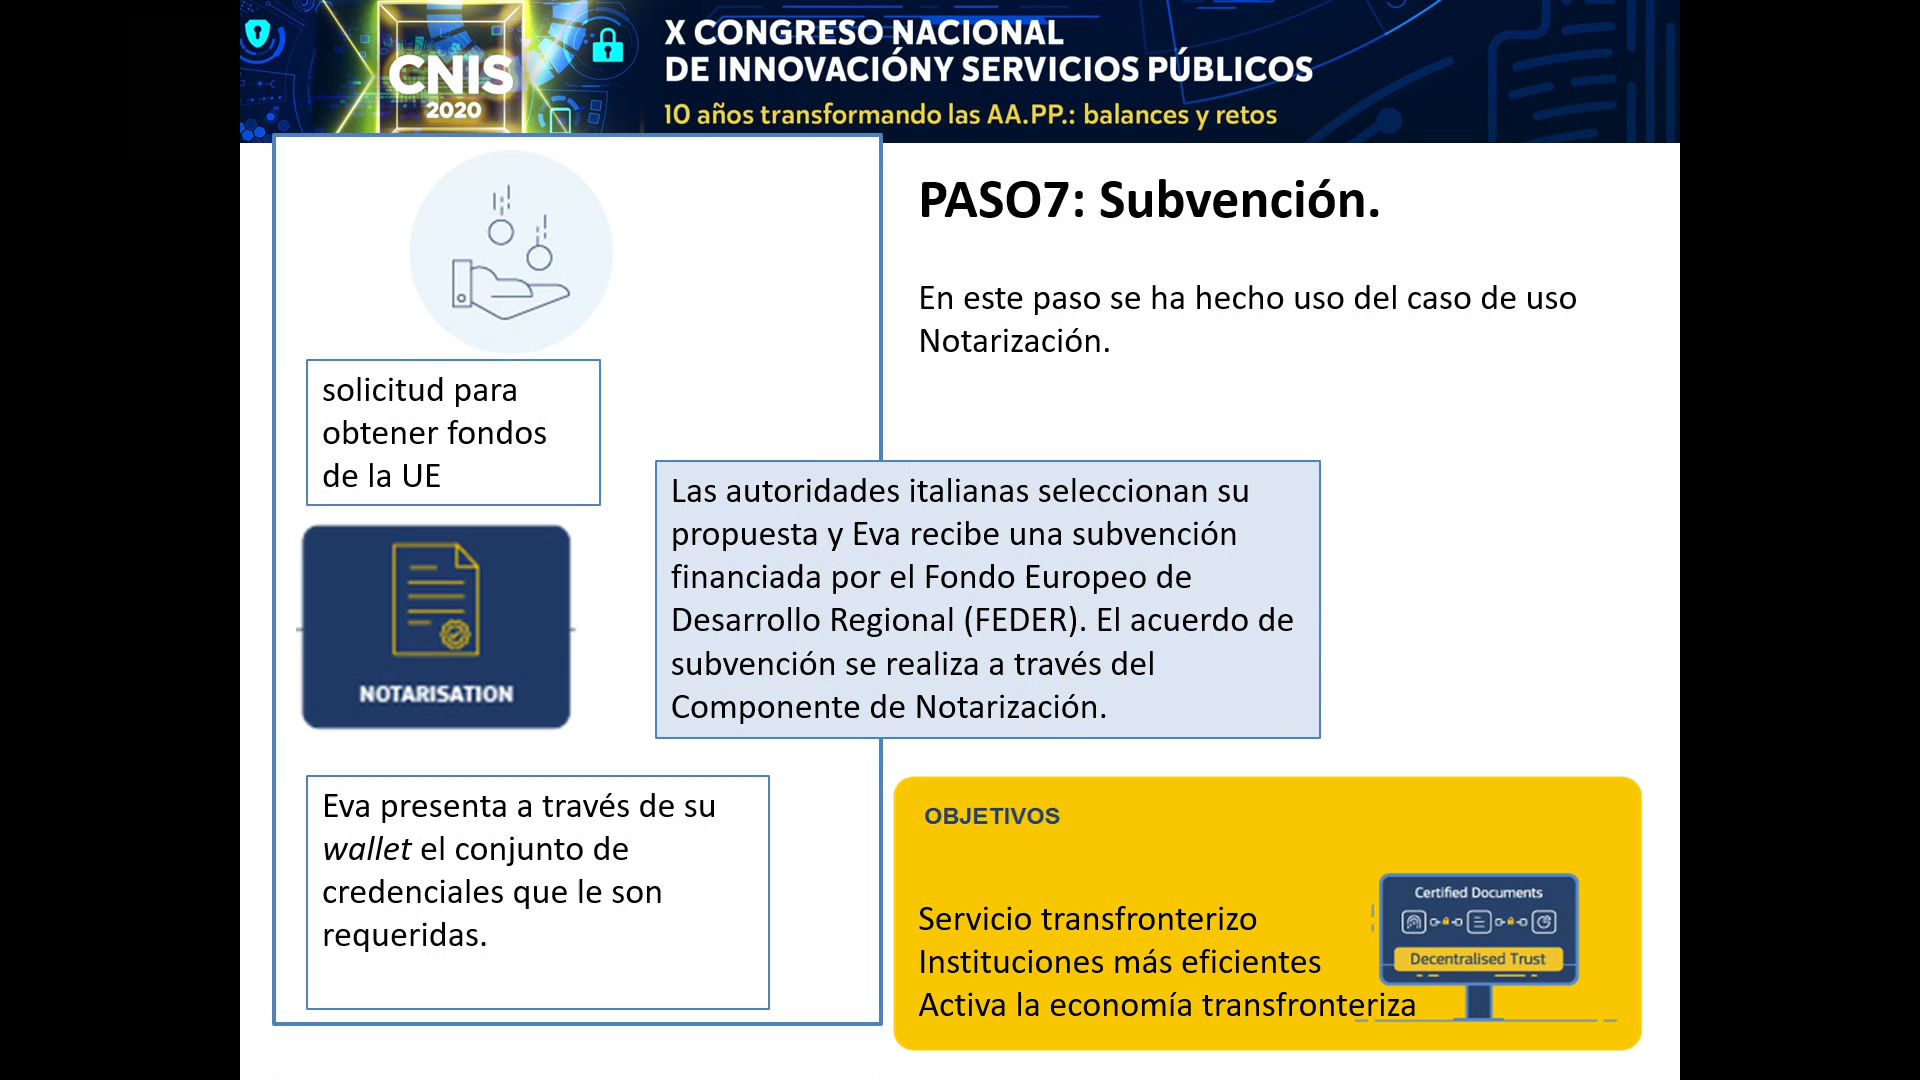 CNIS
2020
X CONGRESO NACIONAL
DE INNOVACIÓNY SERVICIOS PÚBLICOS
10 años transformando las AA.PP.: balances y retos
PASO7: Subvención.
En este paso se ha hecho uso del caso de uso
Notarización.
solicitud para
obtener fondos
de la UE
NOTARISATION
Las autoridades italianas seleccionan su
propuesta y Eva recibe una subvención
financiada por el Fondo Europeo de
Desarrollo Regional (FEDER). El acuerdo de
subvención se realiza a través del
Componente de Notarización.
Eva presenta a través de su
wallet el conjunto de
credenciales que le son
requeridas.
OBJETIVOS
Servicio transfronterizo
Instituciones más eficientes
Activa la economía transfronteriza
Certified Documents
Decentralised Trust